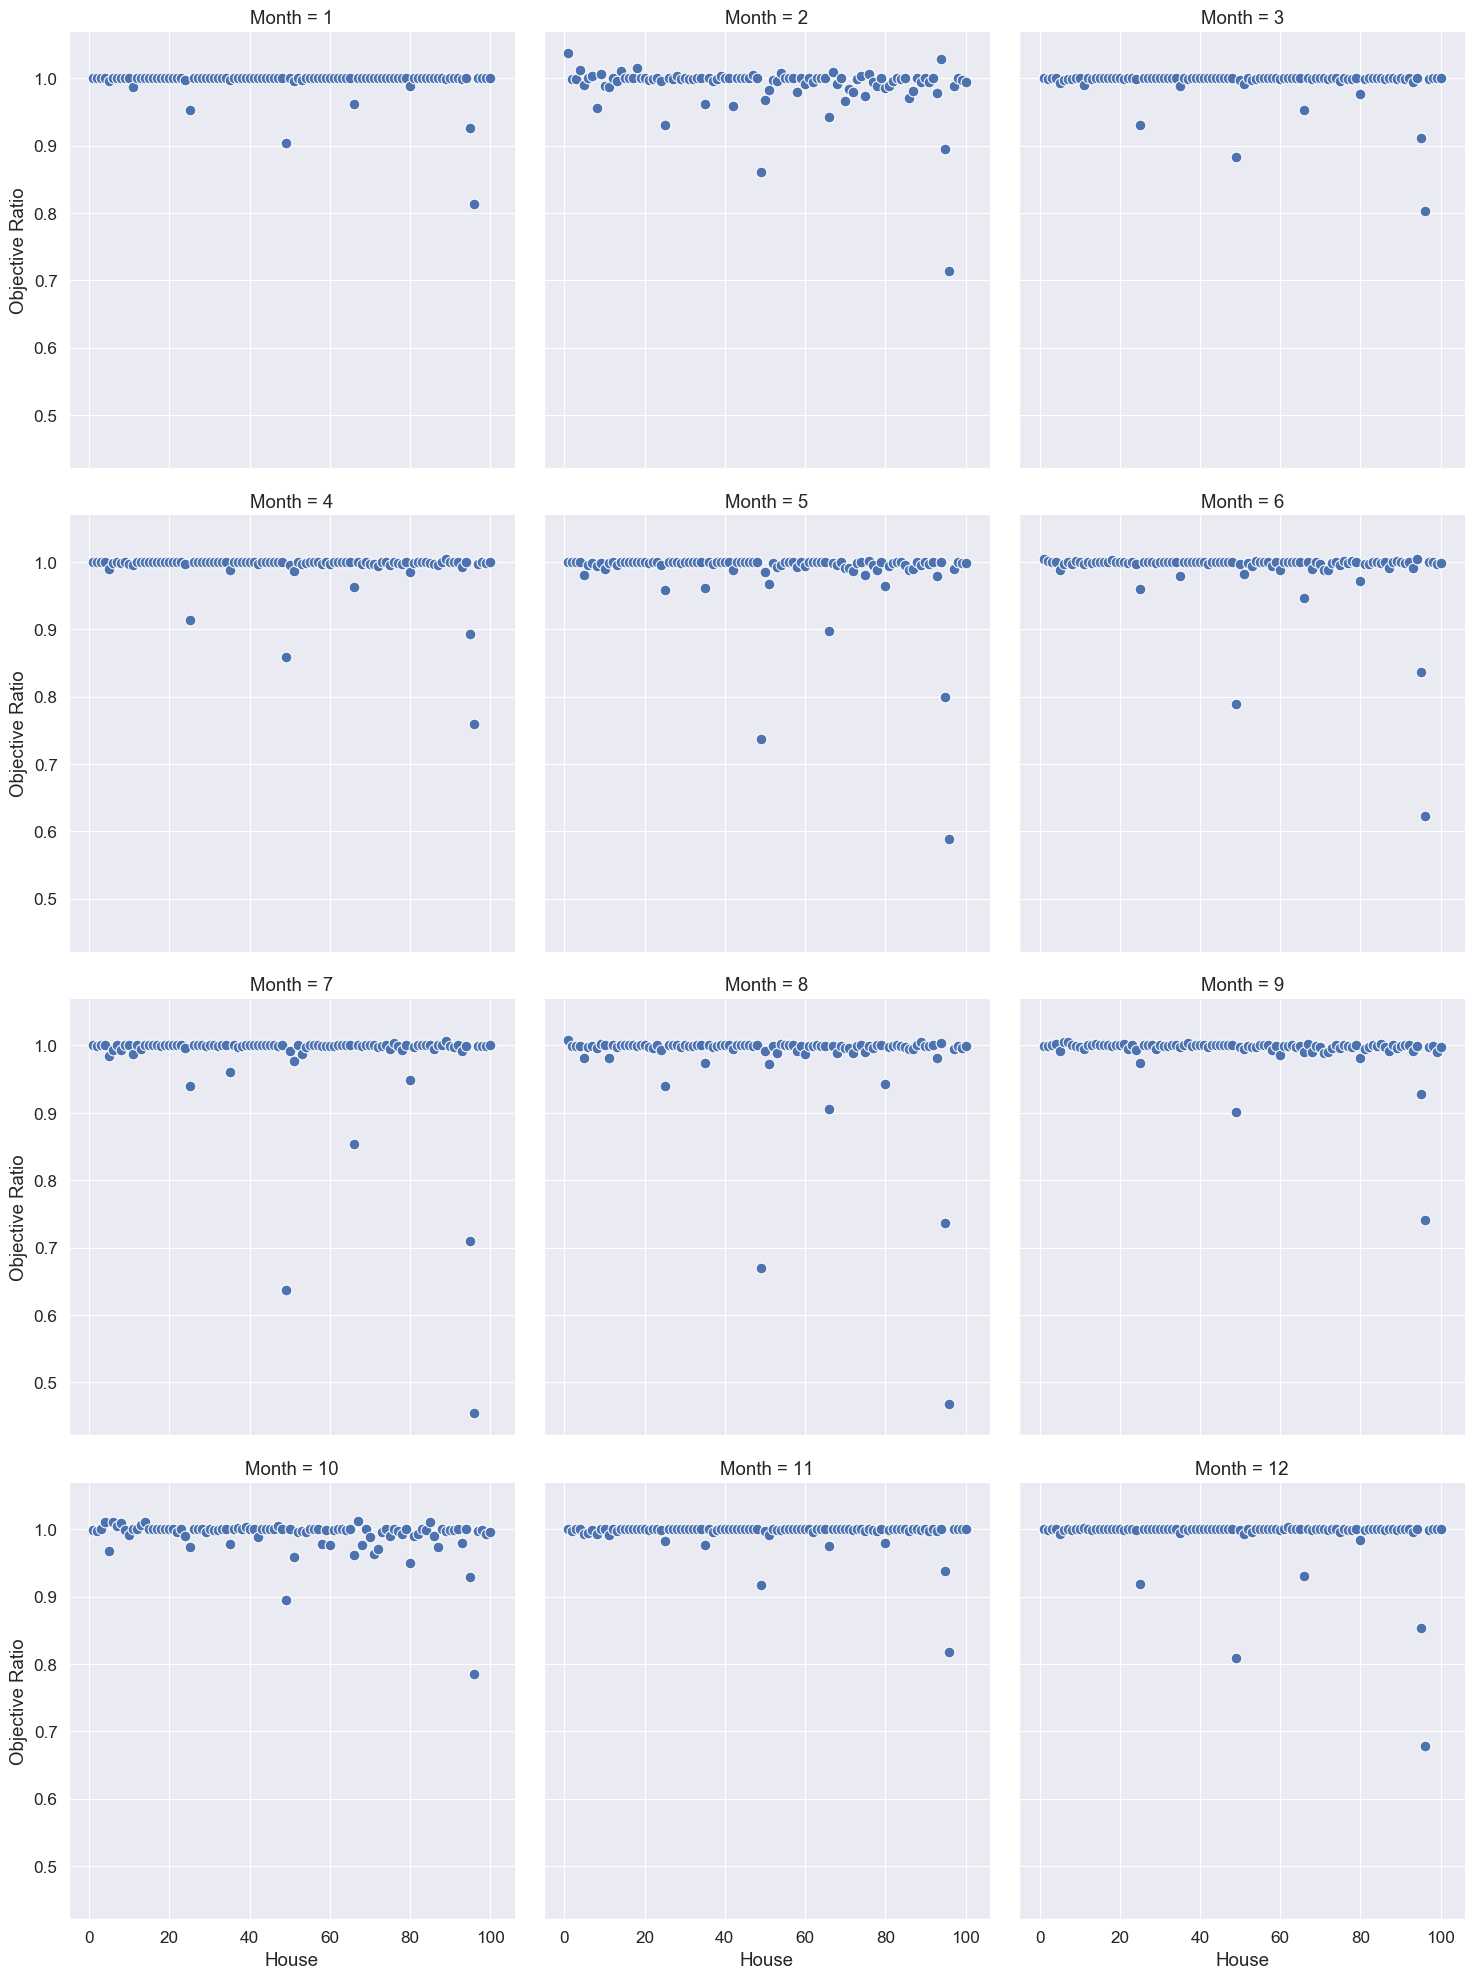 Month = 1 Month = 2 Month = 3
1.0
0.9
0.8
0.7
0.6
0.5
Objective Ratio
Month = 4 Month = 5 Month = 6
1.0
0.9
0.8
0.7
0.6
0.5
Objective Ratio
Month = 7 Month = 8 Month = 9
1.0
0.9
0.8
0.7
0.6
0.5
Objective Ratio
Month = 10 Month = 11 Month = 12
1.0
0.9
0.8
0.7
0.6
0.5
Objective Ratio
0 20 40 60 80 100 0 20 40 60 80 100 0 20 40 60 80 100
House House House